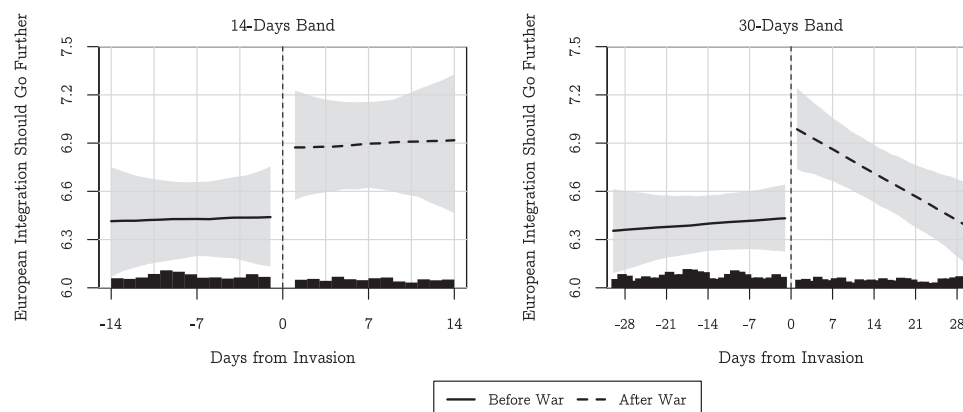 14-Days Band
European Integration Should Go Further
7.5
7.2
6.9
6.6
6.3
6.0
-14 -7 0 7 14
Days from Invasion
30-Days Band
European Integration Should Go Further
7.5
7.2
6.9
6.6
6.3
6.0
-28 -21 -14 -7 0 7 14 21 28
Days from Invasion
Before War After War